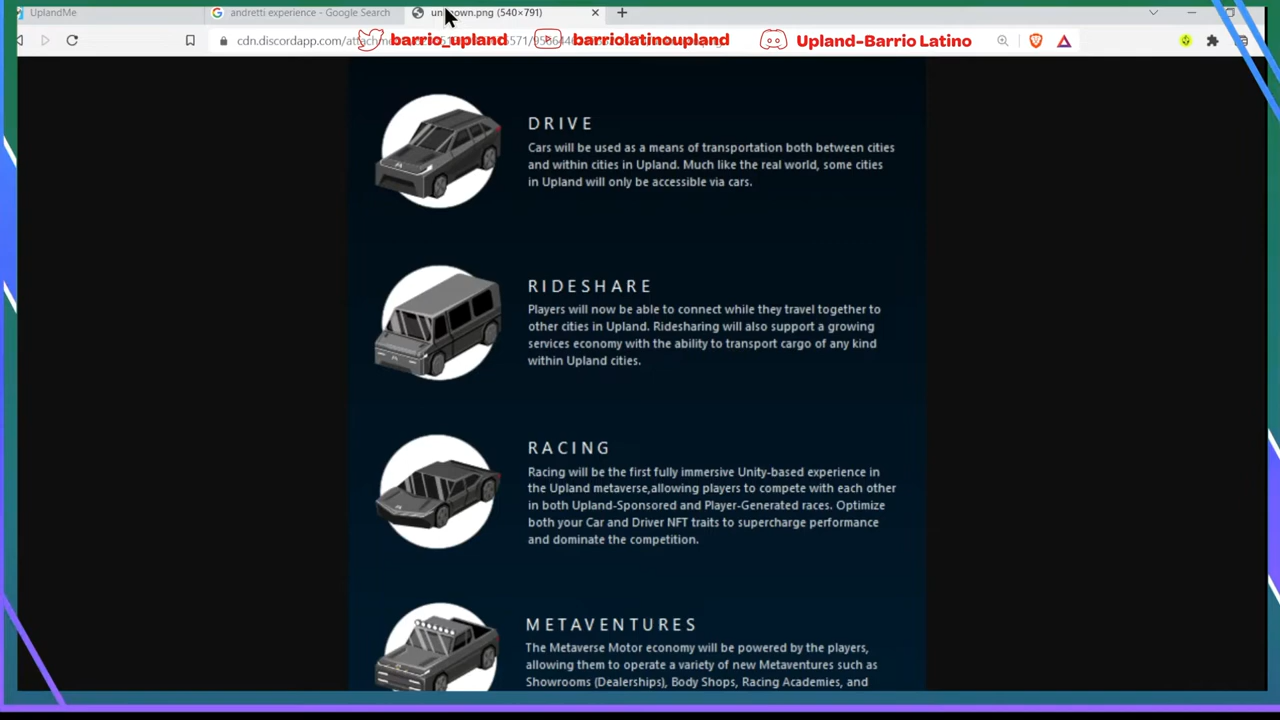 UplandMe
andretti experience - Google Search
unknown.png (540×791)
cdn.discordapp.com/
barrio_upland
barriolatinoupland
Upland-Barrio Latino
DRIVE
Cars will be used as a means of transportation both between cities
and within cities in Upland. Much like the real world, some cities
in Upland will only be accessible via cars.
RIDESHARE
Players will now be able to connect while they travel together to
other cities in Upland. Ridesharing will also support a growing
services economy with the ability to transport cargo of any kind
within Upland cities.
RACING
Racing will be the first fully immersive Unity-based experience in
the Upland metaverse,allowing players to compete with each other
in both Upland-Sponsored and Player-Generated races. Optimize
both your Car and Driver NFT traits to supercharge performance
and dominate the competition.
METAVENTURES
The Metaverse Motor economy will be powered by the players,
allowing them to operate a variety of new Metaventures such as
Showrooms (Dealerships), Body Shops, Racing Academies, and